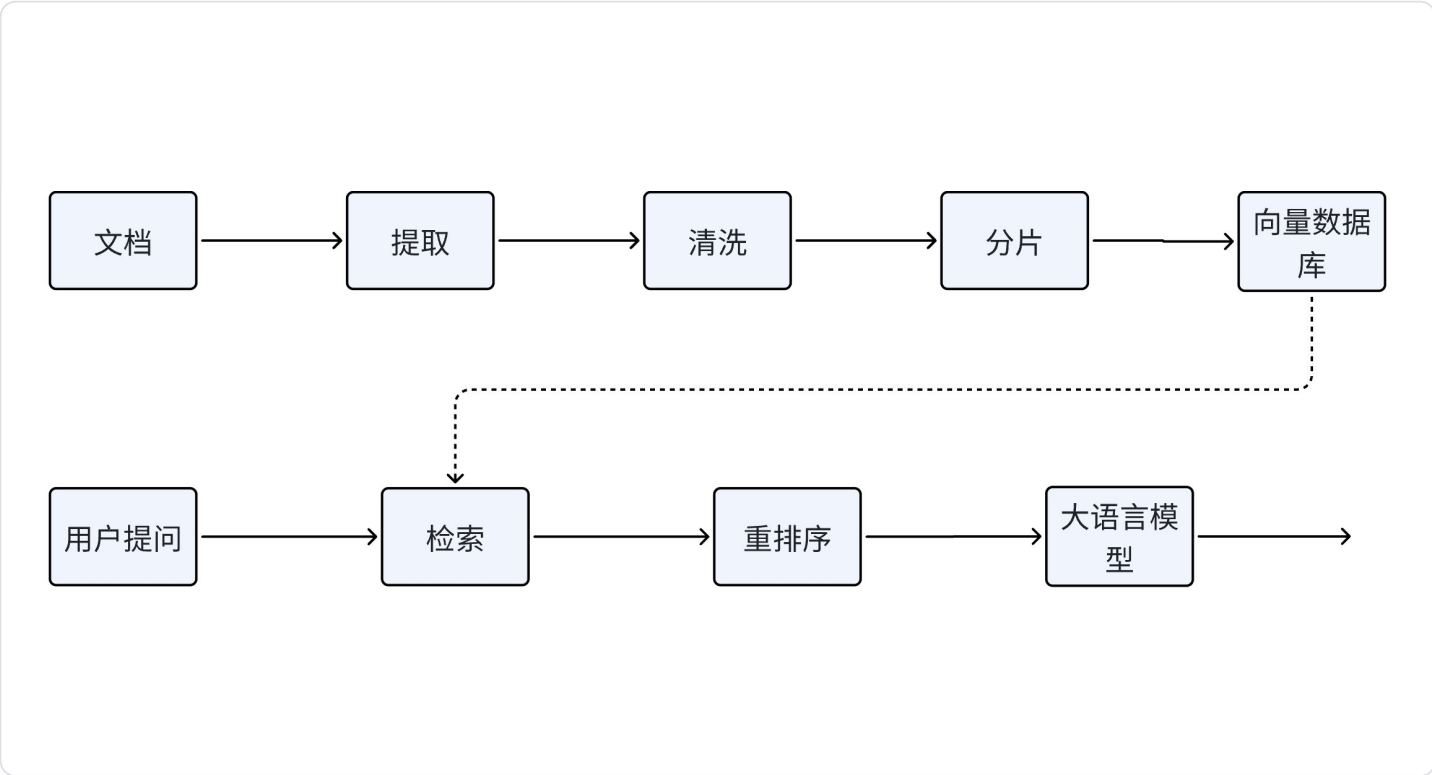 文档
提取
清洗
分片
向量数据
库
用户提问
检索
重排序
大语言模
型